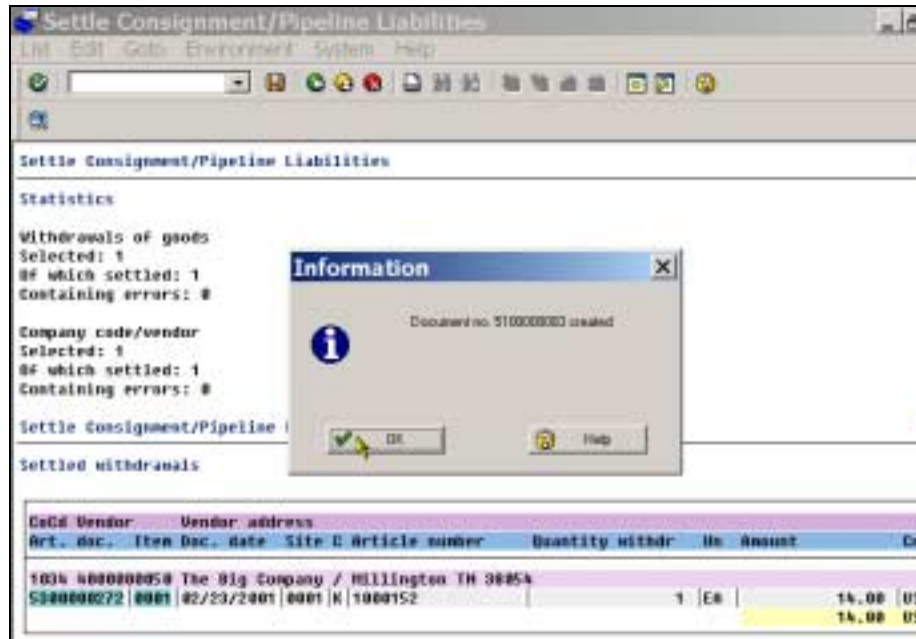 Settle Consignment/Pipeline Liabilities
List Edit Goto Environment System Help
Settle Consignment/Pipeline Liabilities
Statistics
Withdrawals of goods
Selected: 1
Of which settled: 1
Containing errors: 0
Company code/vendor
Selected: 1
Of which settled: 1
Containing errors: 0
Settle Consignment/Pipeline
Information
Document no. 5100000003 created
OK Help
Settled withdrawals
CoCd Vendor Vendor address
Art. doc. Item Doc. date Site C Article number Quantity withdr Un Amount
1034 4000000050 The Big Company / Millington TN 38054
5300000272 0001 02/23/2001 0001 K 1000152 1 EA 14.00
14.00